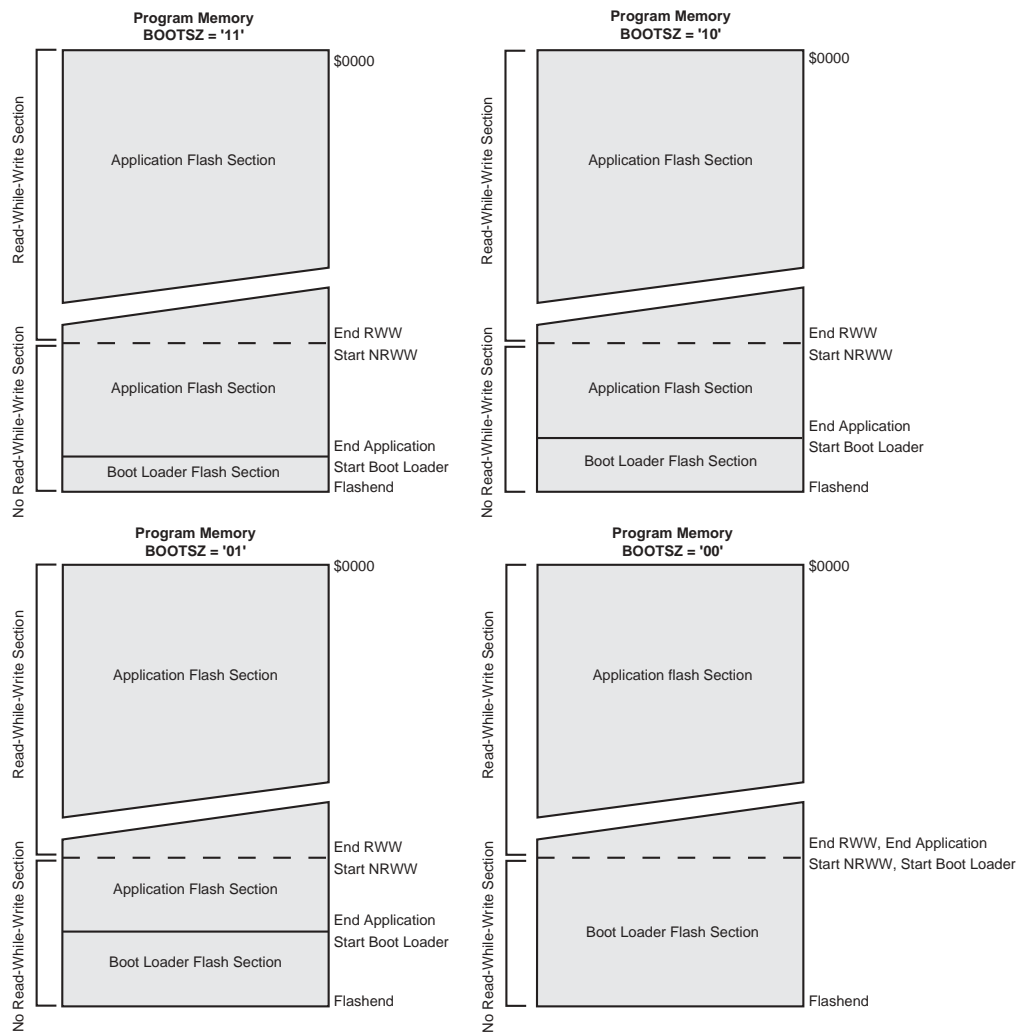 Program Memory
BOOTSZ = '11'
$0000
Read-While-Write Section
Application Flash Section
End RWW
Start NRWW
No Read-While-Write Section
Application Flash Section
End Application
Start Boot Loader
Boot Loader Flash Section
Flashend
Program Memory
BOOTSZ = '10'
$0000
Read-While-Write Section
Application Flash Section
End RWW
Start NRWW
No Read-While-Write Section
Application Flash Section
End Application
Start Boot Loader
Boot Loader Flash Section
Flashend
Program Memory
BOOTSZ = '01'
$0000
Read-While-Write Section
Application Flash Section
End RWW
Start NRWW
No Read-While-Write Section
Application Flash Section
End Application
Start Boot Loader
Boot Loader Flash Section
Flashend
Program Memory
BOOTSZ = '00'
$0000
Read-While-Write Section
Application flash Section
End RWW, End Application
Start NRWW, Start Boot Loader
No Read-While-Write Section
Boot Loader Flash Section
Flashend